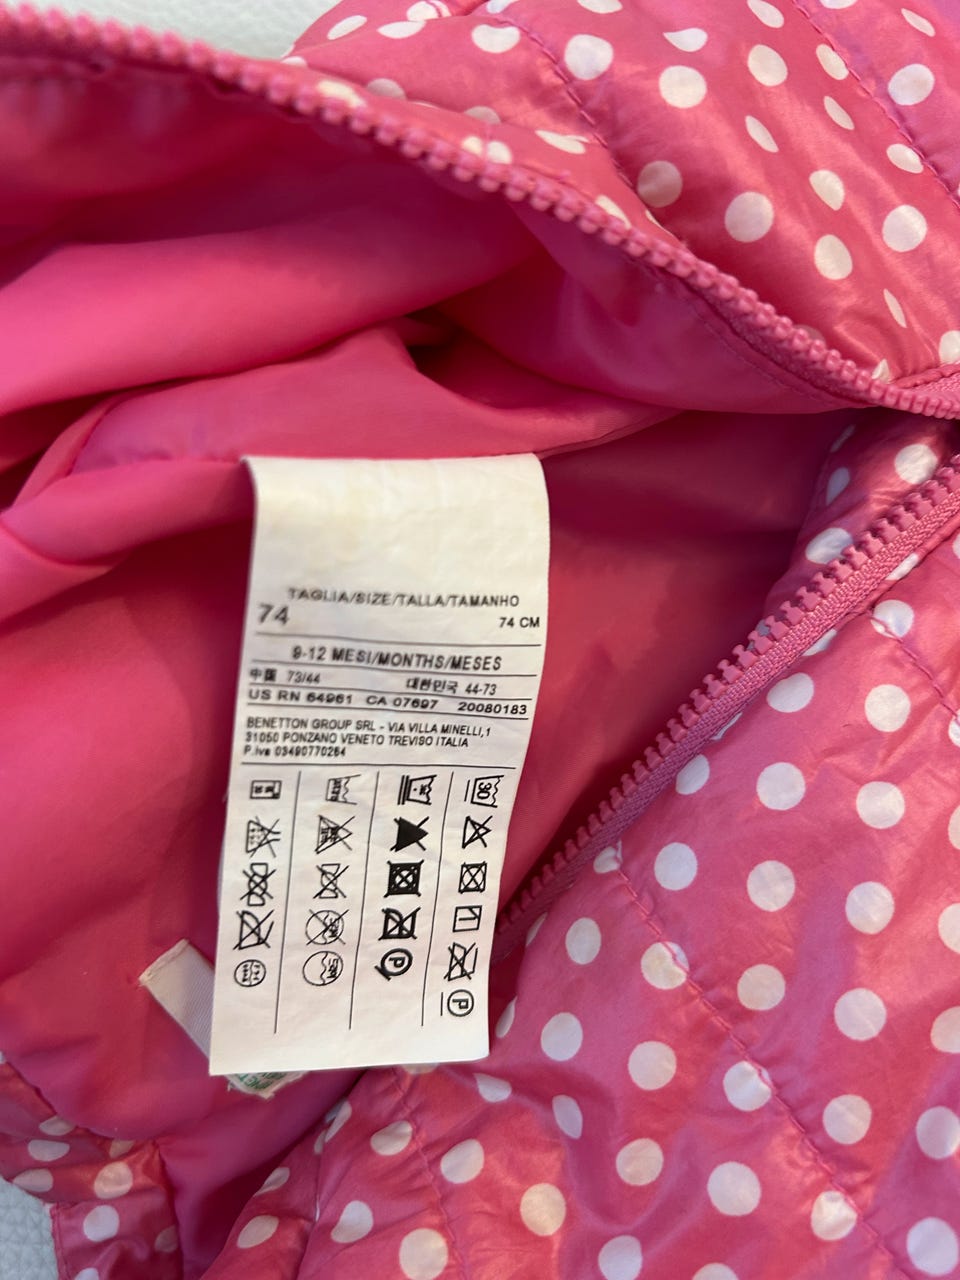 TAGLIA/SIZE/TALLA/TAMANHO
74 74 CM
9-12 MESI/MONTHS/MESES
中国 73/44 대한민국 44-73
US RN 64961 CA 07697 20080183
BENETTON GROUP SRL - VIA VILLA MINELLI,1
31050 PONZANO VENETO TREVISO ITALIA
P.iva 03490770264
30
P
P